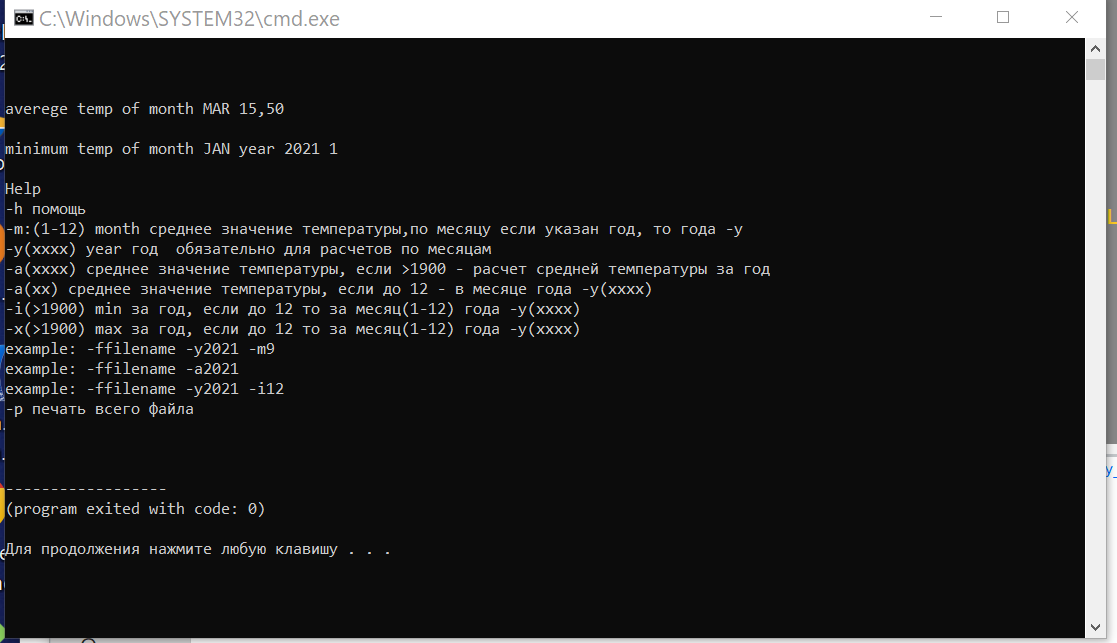 C:\Windows\SYSTEM32\cmd.exe
averege temp of month MAR 15,50
minimum temp of month JAN year 2021 1
Help
-h помощь
-m:(1-12) month среднее значение температуры,по месяцу если указан год, то года -y
-y(xxxx) year год  обязательно для расчетов по месяцам
-a(xxxx) среднее значение температуры, если >1900 - расчет средней температуры за год
-a(xx) среднее значение температуры, если до 12 - в месяце года -y(xxxx)
-i(>1900) min за год, если до 12 то за месяц(1-12) года -y(xxxx)
-x(>1900) max за год, если до 12 то за месяц(1-12) года -y(xxxx)
example: -ffilename -y2021 -m9
example: -ffilename -a2021
example: -ffilename -y2021 -i12
-p печать всего файла
------------------
(program exited with code: 0)
Для продолжения нажмите любую клавишу . . .